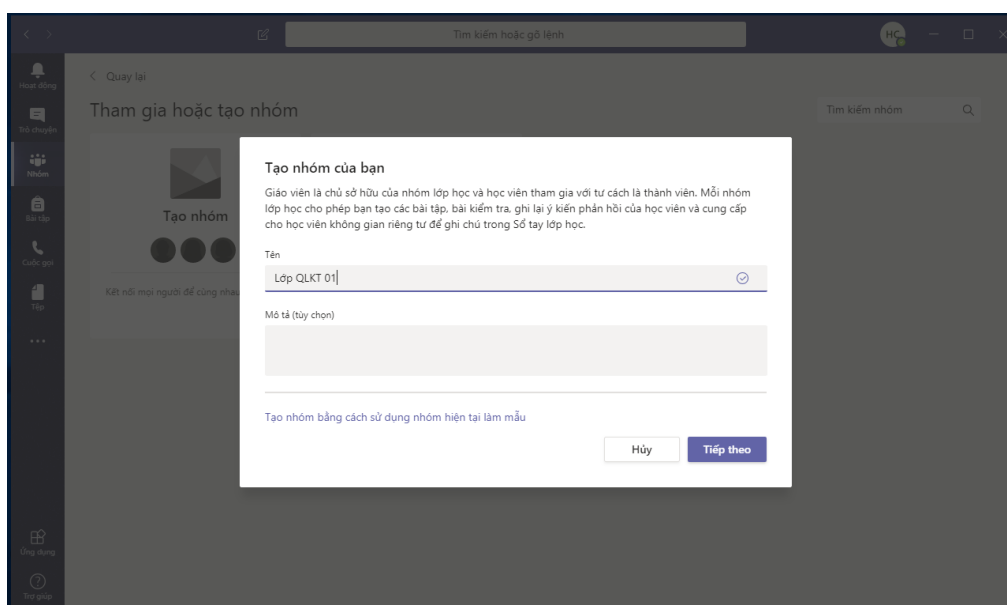 Tìm kiếm hoặc gõ lệnh
HC
Hoạt động
Quay lại
Tham gia hoặc tạo nhóm
Tìm kiếm nhóm
Trò chuyện
Nhóm
Tạo nhóm
Bài tập
Cuộc gọi
Kết nối mọi người để cùng nhau
Tệp
Tạo nhóm của bạn
Giáo viên là chủ sở hữu của nhóm lớp học và học viên tham gia với tư cách là thành viên. Mỗi nhóm
lớp học cho phép bạn tạo các bài tập, bài kiểm tra, ghi lại ý kiến phản hồi của học viên và cung cấp
cho học viên không gian riêng tư để ghi chú trong Sổ tay lớp học.
Tên
Lớp QLKT 01
Mô tả (tùy chọn)
Tạo nhóm bằng cách sử dụng nhóm hiện tại làm mẫu
Hủy
Tiếp theo
Ứng dụng
Trợ giúp